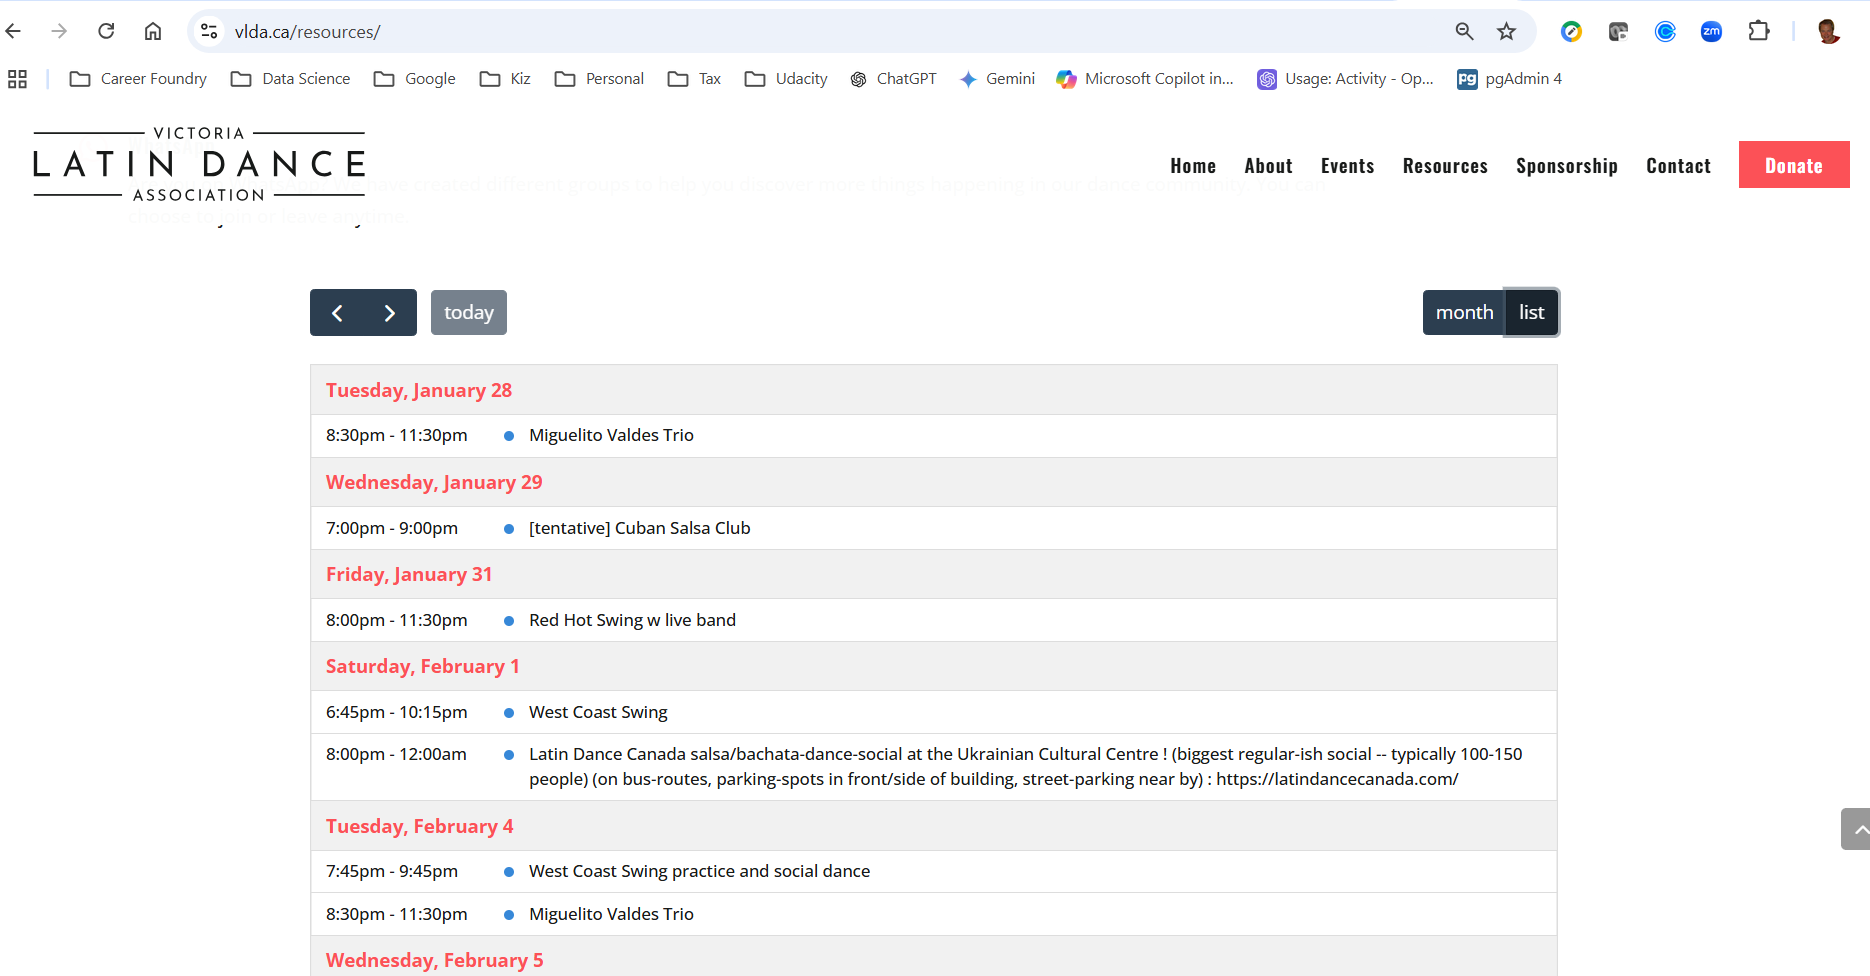 vlda.ca/resources/
Career Foundry Data Science Google Kiz Personal Tax Udacity ChatGPT Gemini Microsoft Copilot in... Usage: Activity - Op... pgAdmin 4
zm
pg
VICTORIA
LATIN DANCE
ASSOCIATION
Home About Events Resources Sponsorship Contact Donate
have created different groups to help you discover more things happening in our dance community. You can
choose to join or leave anytime.
today
month list
Tuesday, January 28
8:30pm - 11:30pm Miguelito Valdes Trio
Wednesday, January 29
7:00pm - 9:00pm [tentative] Cuban Salsa Club
Friday, January 31
8:00pm - 11:30pm Red Hot Swing w live band
Saturday, February 1
6:45pm - 10:15pm West Coast Swing
8:00pm - 12:00am Latin Dance Canada salsa/bachata-dance-social at the Ukrainian Cultural Centre ! (biggest regular-ish social -- typically 100-150
people) (on bus-routes, parking-spots in front/side of building, street-parking near by) : https://latindancecanada.com/
Tuesday, February 4
7:45pm - 9:45pm West Coast Swing practice and social dance
8:30pm - 11:30pm Miguelito Valdes Trio
Wednesday, February 5